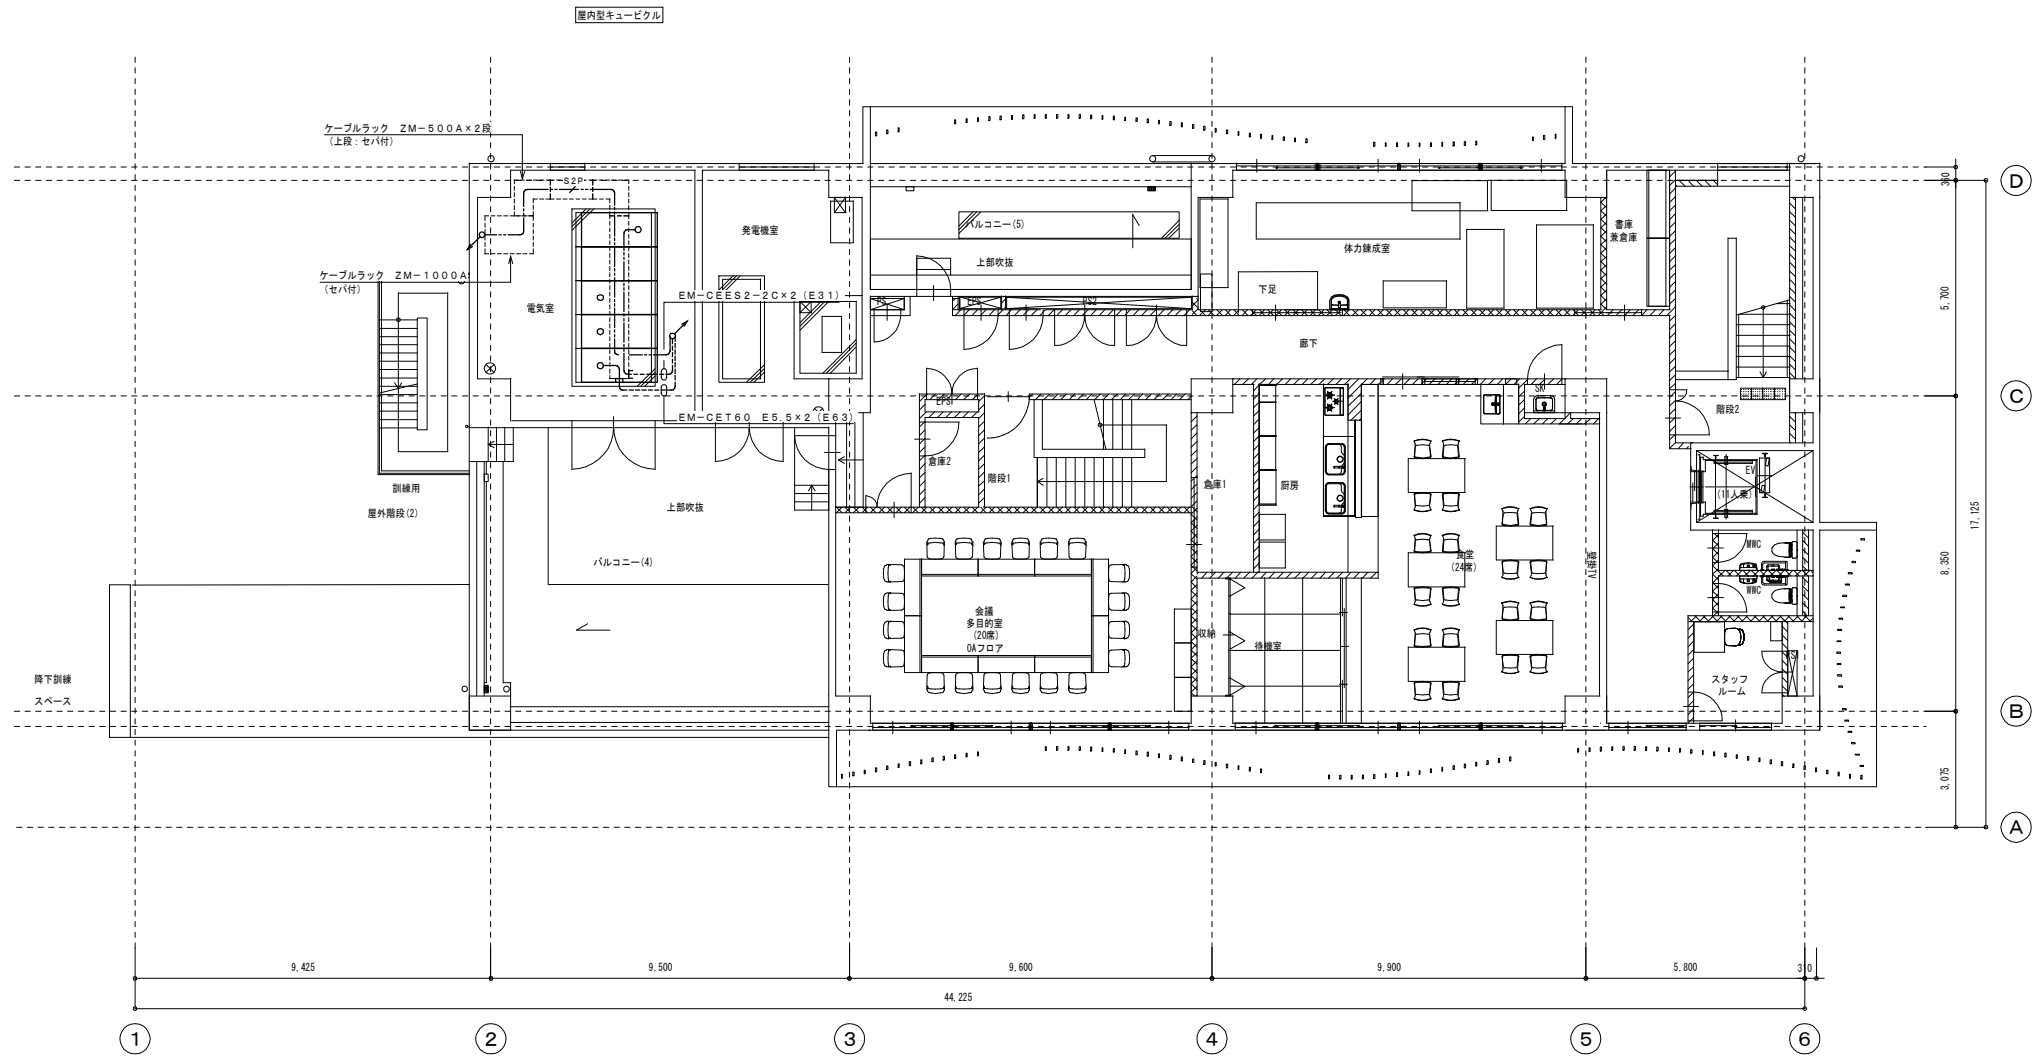 屋内型キュービクル
ケーブルラック ZM-500A×2段
(上段:セパ付)
S2P
D
360
発電機室
バルコニー(5)
書庫
兼倉庫
体力錬成室
上部吹抜
ケーブルラック ZM-1000A
(セパ付)
下足
EM-CEES2-2C×2(E31)
PS
EPS
PS2
電気室
5,700
廊下
SK
C
EPS
階段2
EM-CET60 E5.5×2(E63)
倉庫2
EV
(11人乗)
階段1
倉庫1
厨房
訓練用
上部吹抜
屋外階段(2)
17,125
MWC
食堂
(24席)
壁掛TV
バルコニー(4)
8,350
WWC
会議
多目的室
(20席)
OAフロア
収納
待機室
降下訓練
スペース
スタッフ
ルーム
B
3,075
A
9,425
9,500
9,600
9,900
5,800
310
44,225
1
2
3
4
5
6